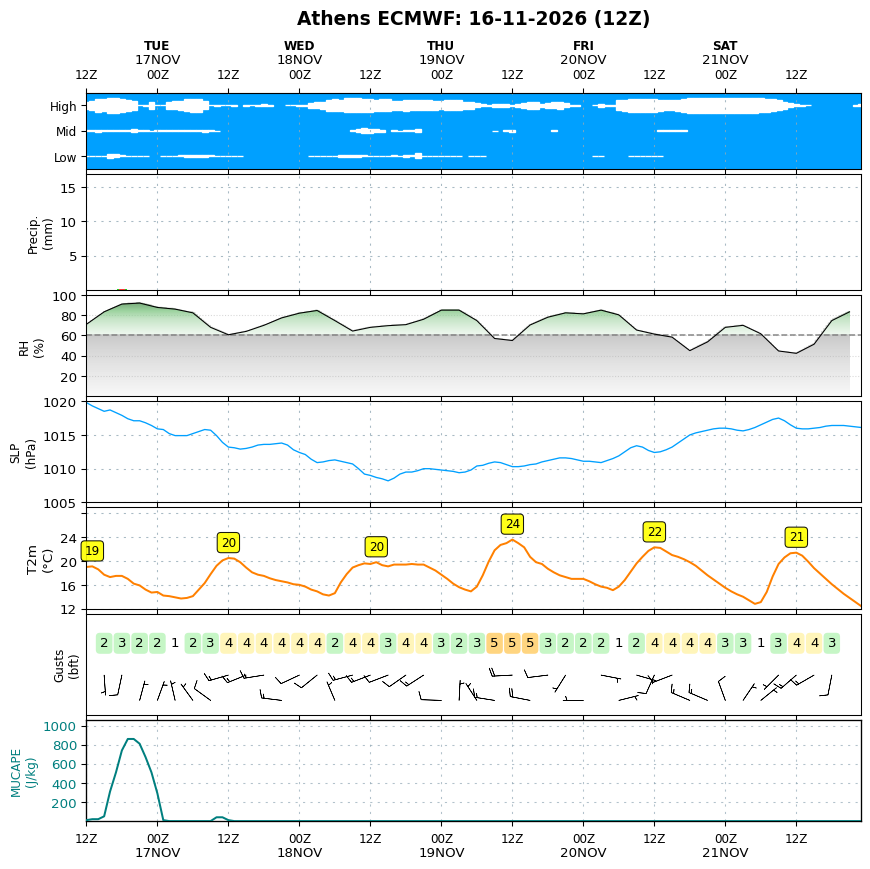 Athens ECMWF: 16-11-2026 (12Z)
TUE WED THU FRI SAT
17NOV 18NOV 19NOV 20NOV 21NOV
12Z 00Z 12Z 00Z 12Z 00Z 12Z 00Z 12Z 00Z 12Z
High
Mid
Low
Precip.
(mm)
15
10
5
RH
(%)
100
80
60
40
20
SLP
(hPa)
1020
1015
1010
1005
T2m
(°C)
24
20
16
12
19 20 20 24 22 21
Gusts
(bft)
2 3 2 2 1 2 3 4 4 4 4 4 4 2 4 4 3 4 4 3 2 3 5 5 5 3 2 2 2 1 2 4 4 4 4 3 3 1 3 4 4 3
MUCAPE
(J/kg)
1000
800
600
400
200
12Z 00Z 12Z 00Z 12Z 00Z 12Z 00Z 12Z 00Z 12Z
17NOV 18NOV 19NOV 20NOV 21NOV